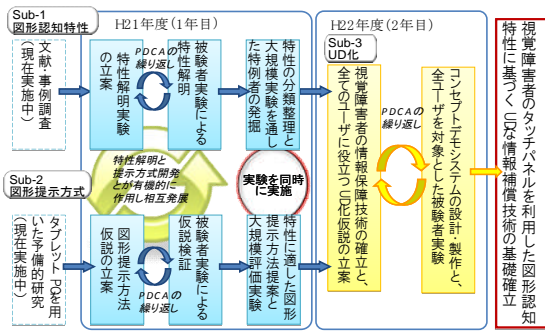 Sub-1
図形認知特性
H21年度(1年目)
H22年度(2年目)
文献・事例調査
(現在実施中)
特性解明実験
の立案
PDCAの
繰り返し
被験者実験による
特性解明
特性の分類整理と
大規模実験を通し
た特例者の発掘
Sub-3
UD化
視覚障害者の情報保障技術の確立と、
全てのユーザに役立つUD化仮説の立案
PDCAの
繰り返し
コンセプトデモシステムの設計・製作と、
全ユーザを対象とした被験者実験
視覚障害者のタッチパネルを利用した図形認知
特性に基づくUDな情報補償技術の基礎確立
特性解明と
提示方式開発
とが有機的に
作用し相互発展
実験を同時
に実施
Sub-2
図形提示方式
タブレットPCを用
いた予備的研究
(現在実施中)
図形提示方法
仮説の立案
PDCAの
繰り返し
被験者実験による
仮説検証
特性に適した図形
提示方法提案と
大規模評価実験